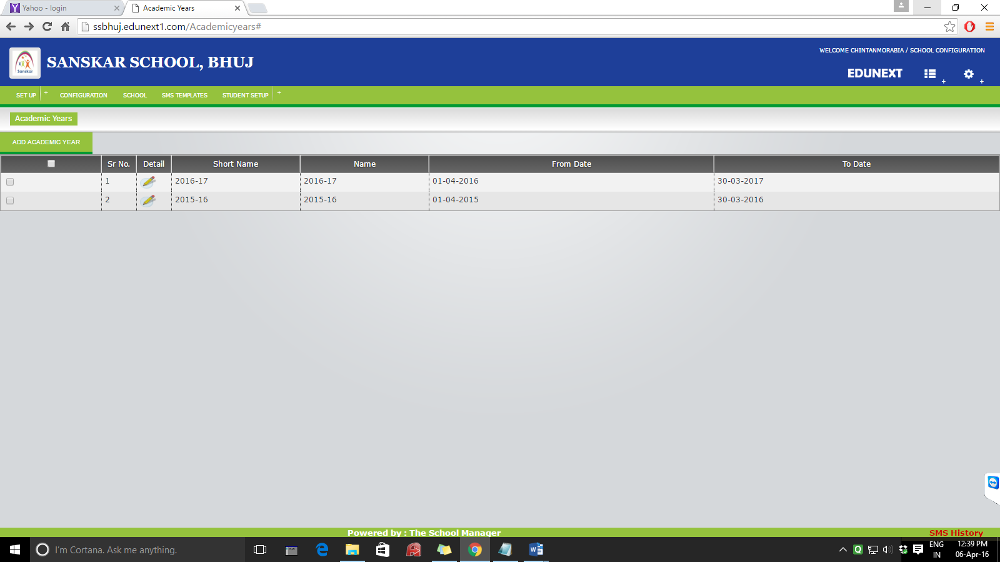 Yahoo - login
Academic Years
ssbhuj.edunext1.com/Academicyears#
Sanskar
SANSKAR SCHOOL, BHUJ
WELCOME CHINTANMORABIA / SCHOOL CONFIGURATION
EDUNEXT + +
SET UP + CONFIGURATION SCHOOL SMS TEMPLATES STUDENT SETUP +
Academic Years
ADD ACADEMIC YEAR
Sr No. Detail Short Name Name From Date To Date
1 2016-17 2016-17 01-04-2016 30-03-2017
2 2015-16 2015-16 01-04-2015 30-03-2016
Powered by : The School Manager
SMS History
I'm Cortana. Ask me anything.
ENG
IN
12:39 PM
06-Apr-16